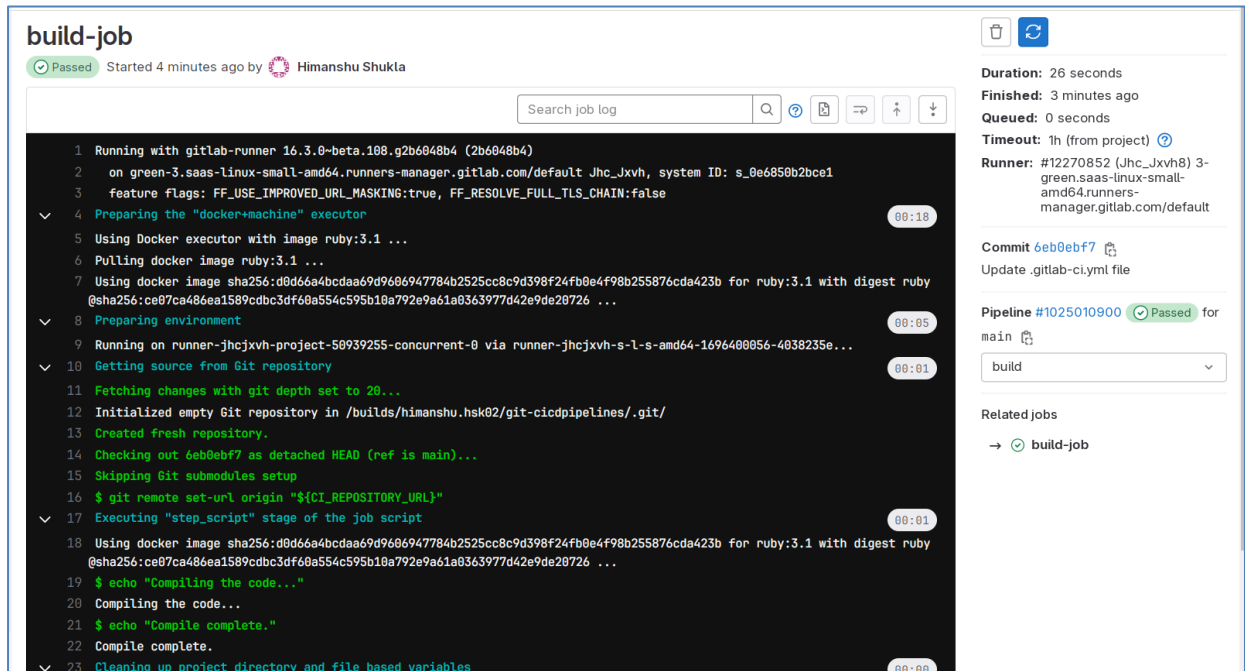 build-job
Passed Started 4 minutes ago by Himanshu Shukla
Search job log
1 Running with gitlab-runner 16.3.0~beta.108.g2b6048b4 (2b6048b4)
2 on green-3.saas-linux-small-amd64.runners-manager.gitlab.com/default Jhc_Jxvh, system ID: s_0e6850b2bce1
3 feature flags: FF_USE_IMPROVED_URL_MASKING:true, FF_RESOLVE_FULL_TLS_CHAIN:false
4 Preparing the "docker+machine" executor 00:18
5 Using Docker executor with image ruby:3.1 ...
6 Pulling docker image ruby:3.1 ...
7 Using docker image sha256:d0d66a4bcdaa69d9606947784b2525cc8c9d398f24fb0e4f98b255876cda423b for ruby:3.1 with digest ruby
@sha256:ce07ca486ea1589cdbc3df60a554c595b10a792e9a61a0363977d42e9de20726 ...
8 Preparing environment 00:05
9 Running on runner-jhcjxvh-project-50939255-concurrent-0 via runner-jhcjxvh-s-l-s-amd64-1696400056-4038235e...
10 Getting source from Git repository 00:01
11 Fetching changes with git depth set to 20...
12 Initialized empty Git repository in /builds/himanshu.hsk02/git-cicdpipelines/.git/
13 Created fresh repository.
14 Checking out 6eb0ebf7 as detached HEAD (ref is main)...
15 Skipping Git submodules setup
16 $ git remote set-url origin "${CI_REPOSITORY_URL}"
17 Executing "step_script" stage of the job script 00:01
18 Using docker image sha256:d0d66a4bcdaa69d9606947784b2525cc8c9d398f24fb0e4f98b255876cda423b for ruby:3.1 with digest ruby
@sha256:ce07ca486ea1589cdbc3df60a554c595b10a792e9a61a0363977d42e9de20726 ...
19 $ echo "Compiling the code..."
20 Compiling the code...
21 $ echo "Compile complete."
22 Compile complete.
23 Cleaning up project directory and file based variables 00:00
Duration: 26 seconds
Finished: 3 minutes ago
Queued: 0 seconds
Timeout: 1h (from project)
Runner: #12270852 (Jhc_Jxvh8) 3-
green.saas-linux-small-
amd64.runners-
manager.gitlab.com/default
Commit 6eb0ebf7
Update .gitlab-ci.yml file
Pipeline #1025010900 Passed for
main
build
Related jobs
→ build-job